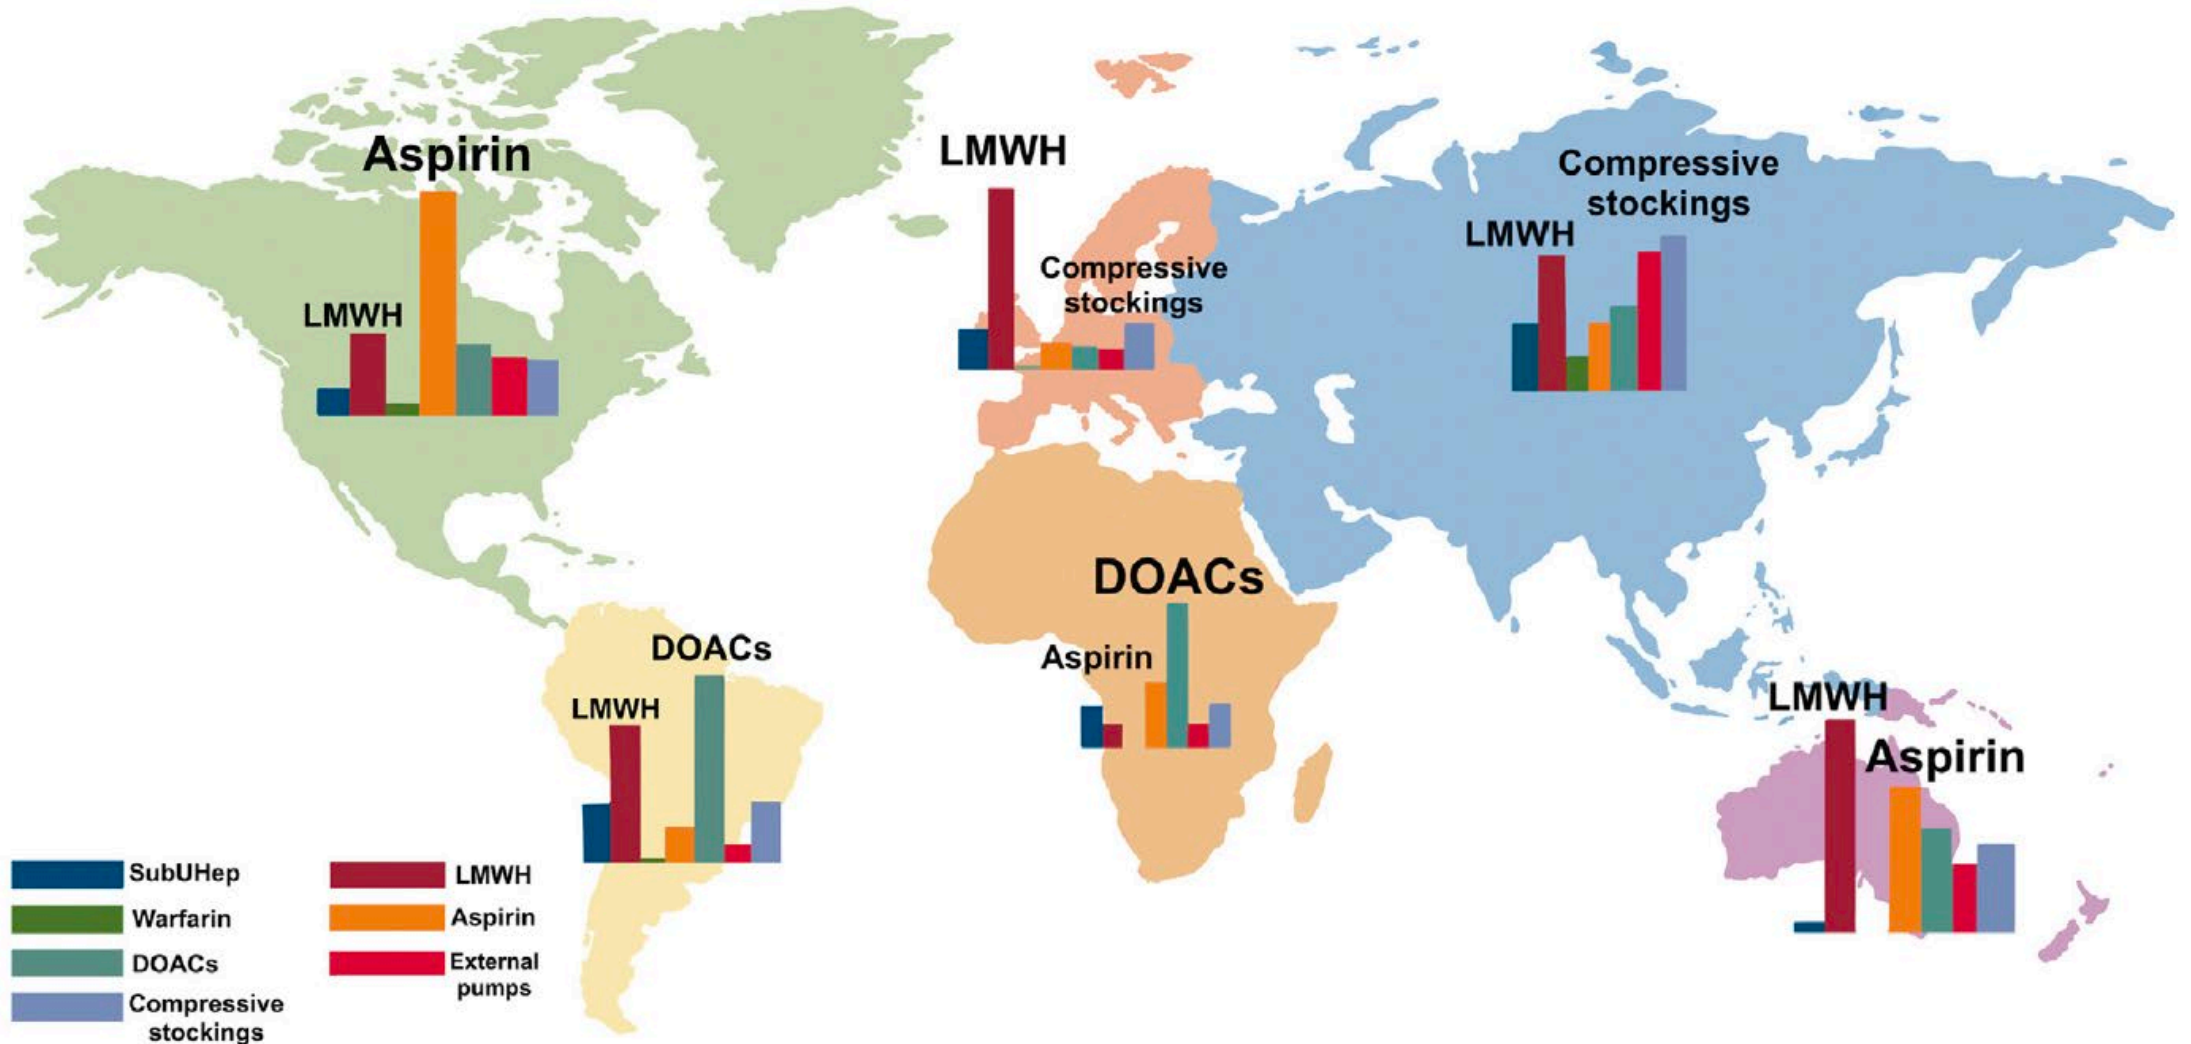 Aspirin
LMWH
LMWH
Compressive
stockings
Compressive
stockings
LMWH
DOACs
Aspirin
DOACs
LMWH
LMWH
Aspirin
SubUHep
LMWH
Warfarin
Aspirin
DOACs
External
pumps
Compressive
stockings